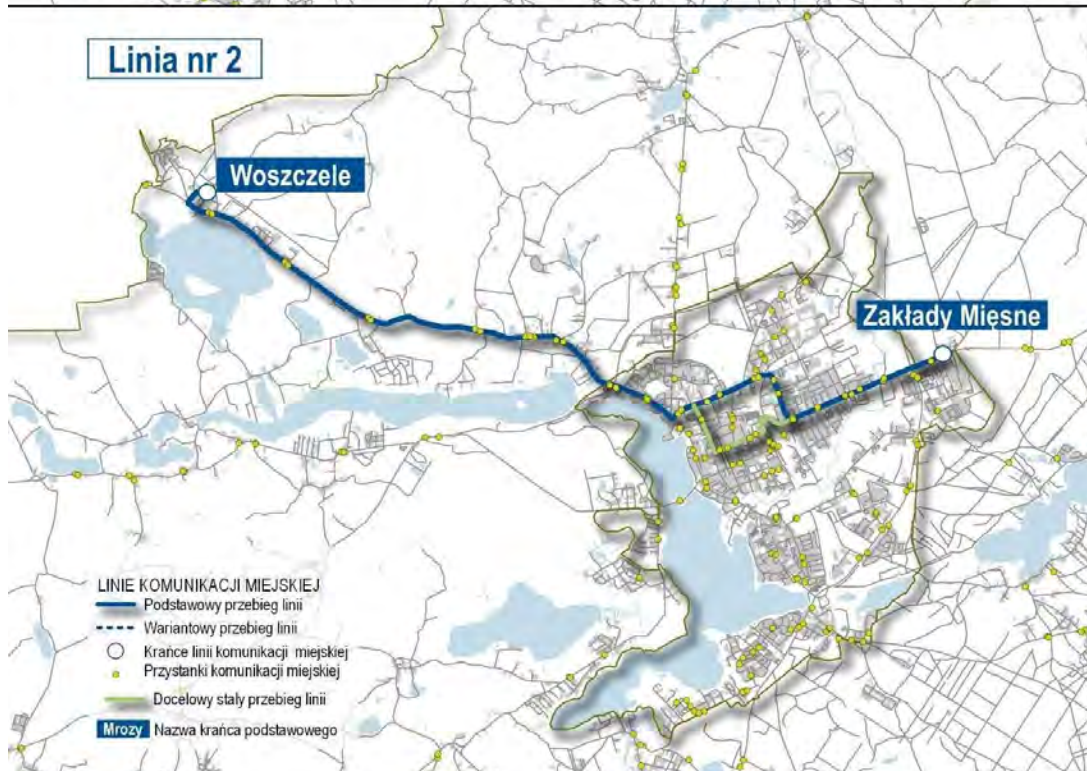 Linia nr 2
Woszczele
Zakłady Mięsne
LINIE KOMUNIKACJI MIEJSKIEJ
Podstawowy przebieg linii
Wariantowy przebieg linii
Krańce linii komunikacji miejskiej
Przystanki komunikacji miejskiej
Docelowy stały przebieg linii
Mrozy Nazwa krańca podstawowego